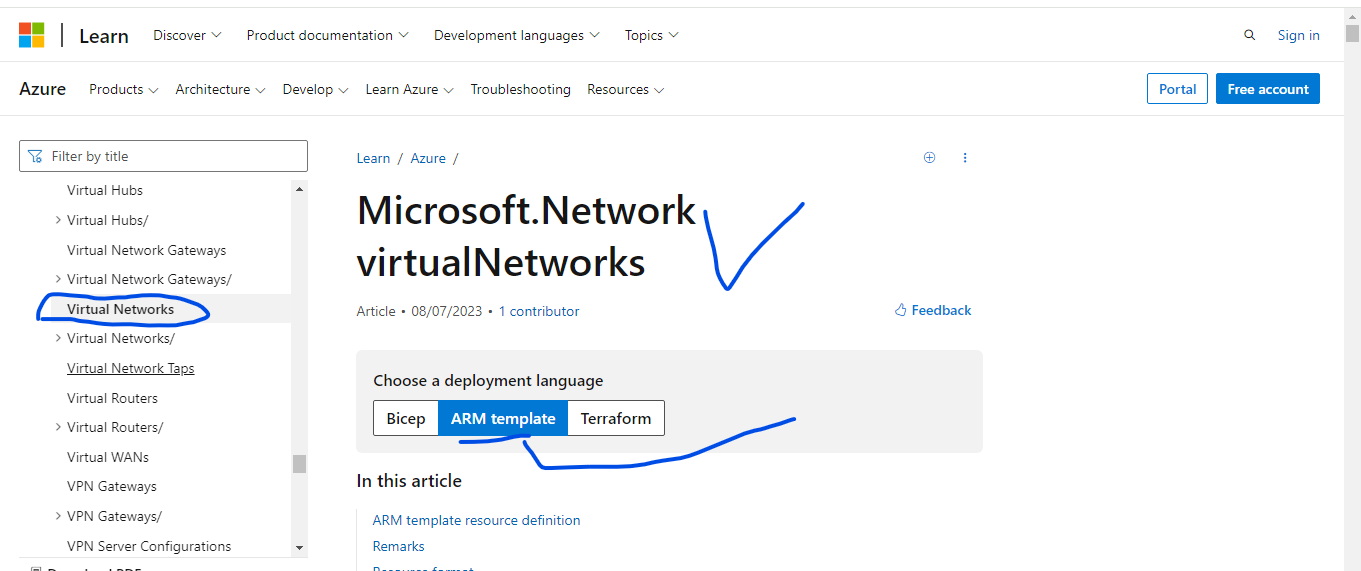 Learn Discover Product documentation Development languages Topics Sign in
Azure Products Architecture Develop Learn Azure Troubleshooting Resources Portal Free account
Filter by title
Virtual Hubs
Virtual Hubs/
Virtual Network Gateways
Virtual Network Gateways/
Virtual Networks
Virtual Networks/
Virtual Network Taps
Virtual Routers
Virtual Routers/
Virtual WANs
VPN Gateways
VPN Gateways/
VPN Server Configurations
Download PDF
Learn / Azure /
Microsoft.Network
virtualNetworks
Article • 08/07/2023 • 1 contributor
Feedback
Choose a deployment language
Bicep ARM template Terraform
In this article
ARM template resource definition
Remarks
Resource format